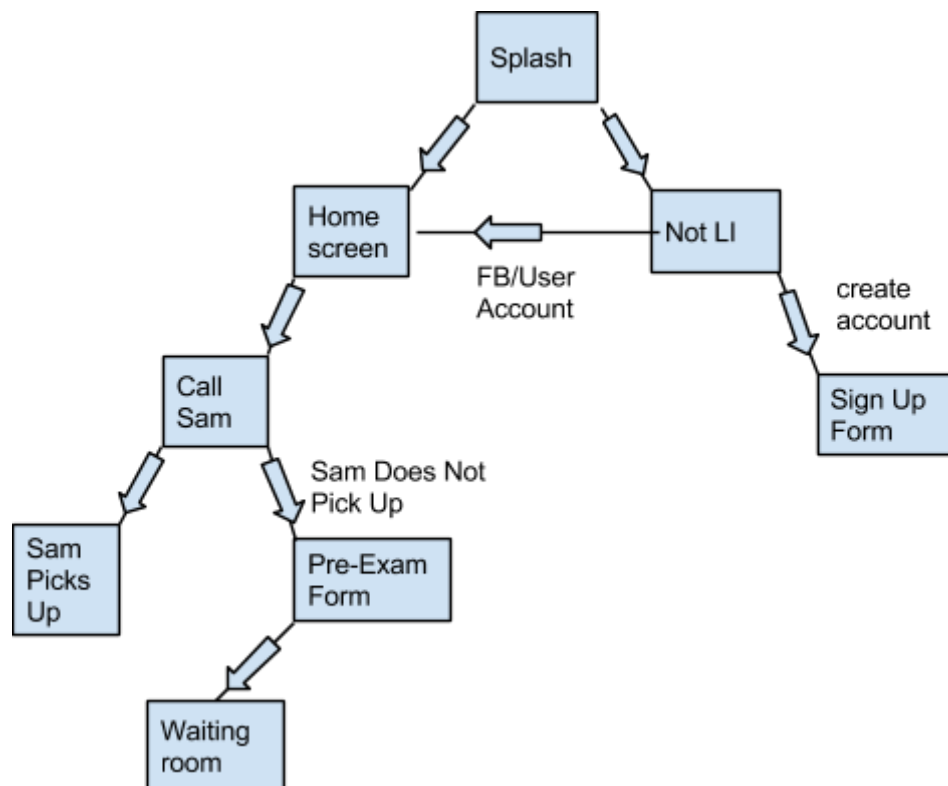 Splash
Home
screen
Not LI
FB/User
Account
create
account
Call
Sam
Sign Up
Form
Sam Does Not
Pick Up
Sam
Picks
Up
Pre-Exam
Form
Waiting
room